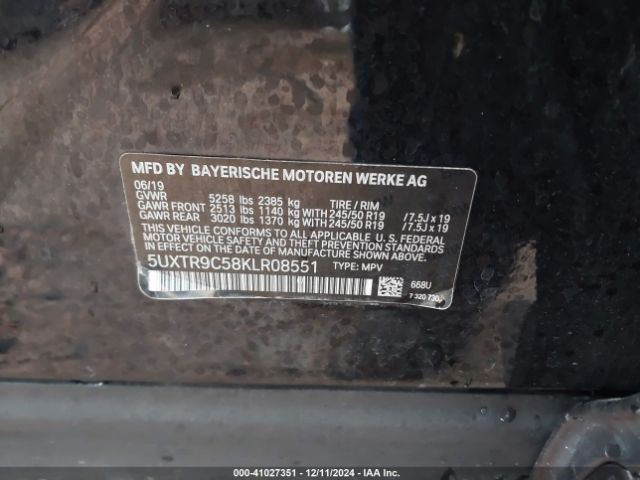 MFD BY BAYERISCHE MOTOREN WERKE AG
06/19
GVWR 5258 lbs 2385 kg TIRE / RIM
GAWR FRONT 2513 lbs 1140 kg WITH 245/50 R19 /7.5J x 19
GAWR REAR 3020 lbs 1370 kg WITH 245/50 R19 /7.5J x 19
THIS VEHICLE CONFORMS TO ALL APPLICABLE U. S. FEDERAL
MOTOR VEHICLE SAFETY, BUMPER, AND THEFT PREVENTION
STANDARDS IN EFFECT ON THE DATE OF MANUFACTURE SHOWN ABOVE.
5UXTR9C58KLR08551 TYPE: MPV
668U
7 320 730
000-41027351 - 12/11/2024 - IAA Inc.